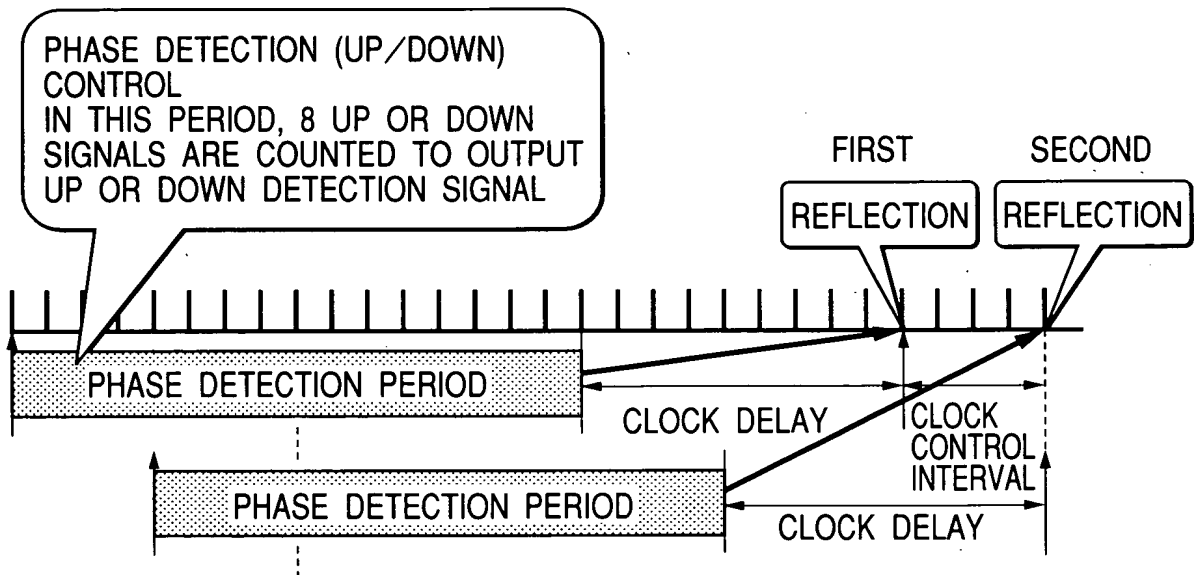 PHASE DETECTION (UP/DOWN)
CONTROL
IN THIS PERIOD, 8 UP OR DOWN
SIGNALS ARE COUNTED TO OUTPUT
UP OR DOWN DETECTION SIGNAL
FIRST
SECOND
REFLECTION
REFLECTION
PHASE DETECTION PERIOD
CLOCK DELAY
CLOCK
CONTROL
INTERVAL
PHASE DETECTION PERIOD
CLOCK DELAY